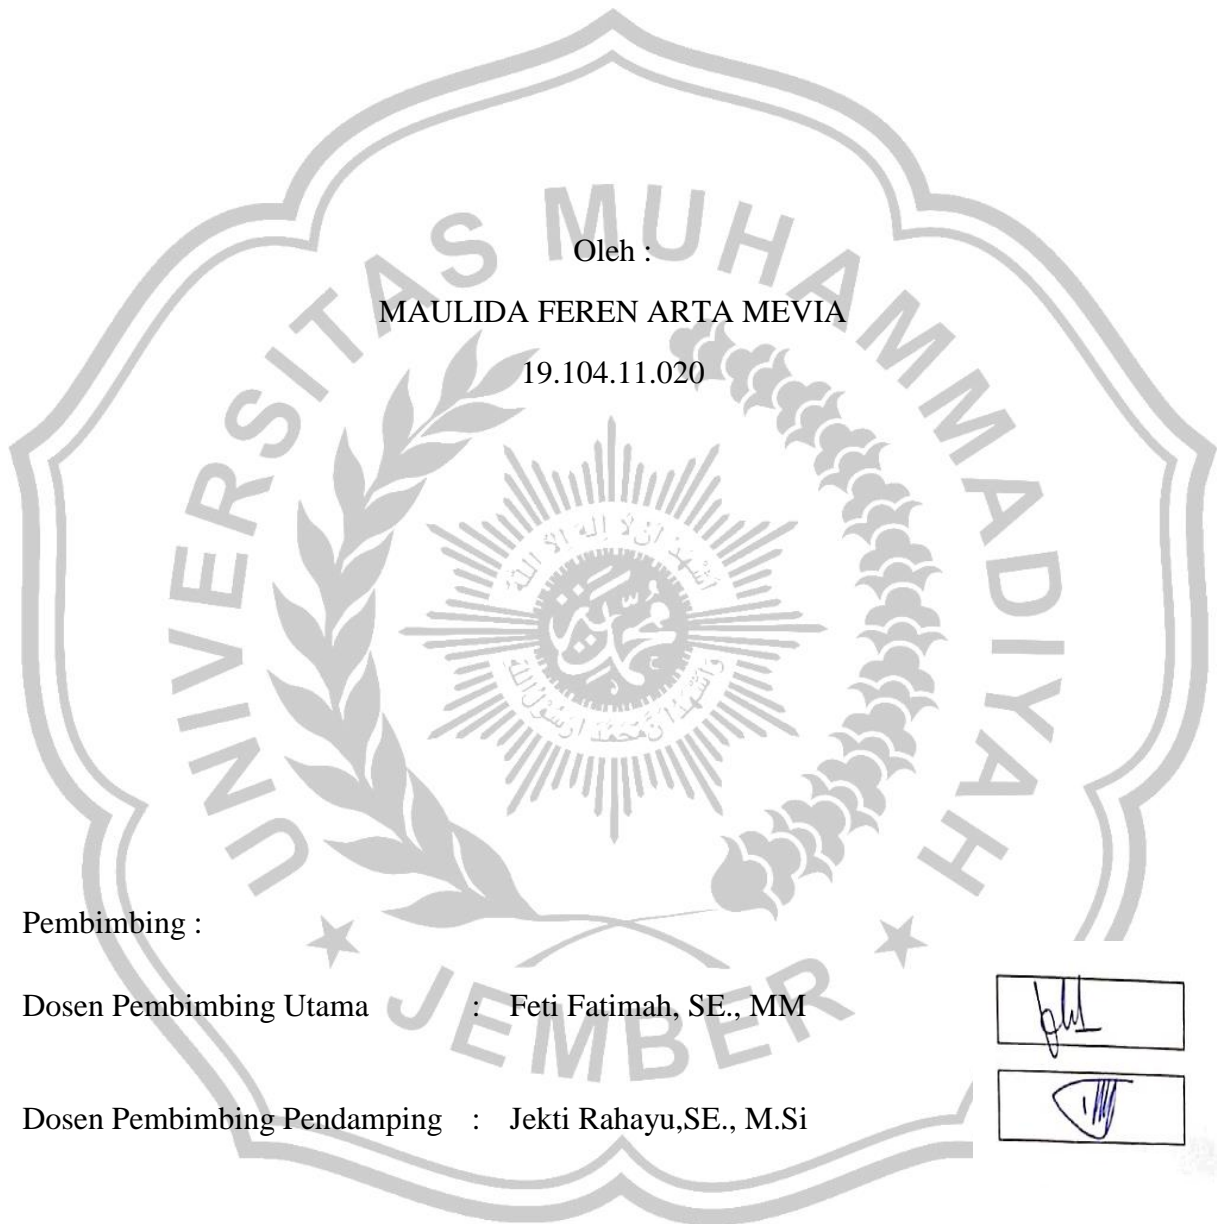 UNIVERSITAS MUHAMMADIYAH
Oleh :
MAULIDA FEREN ARTA MEVIA
19.104.11.020
محمد
Pembimbing :
Dosen Pembimbing Utama : Feti Fatimah, SE., MM
JEMBER
Dosen Pembimbing Pendamping : Jekti Rahayu,SE., M.Si